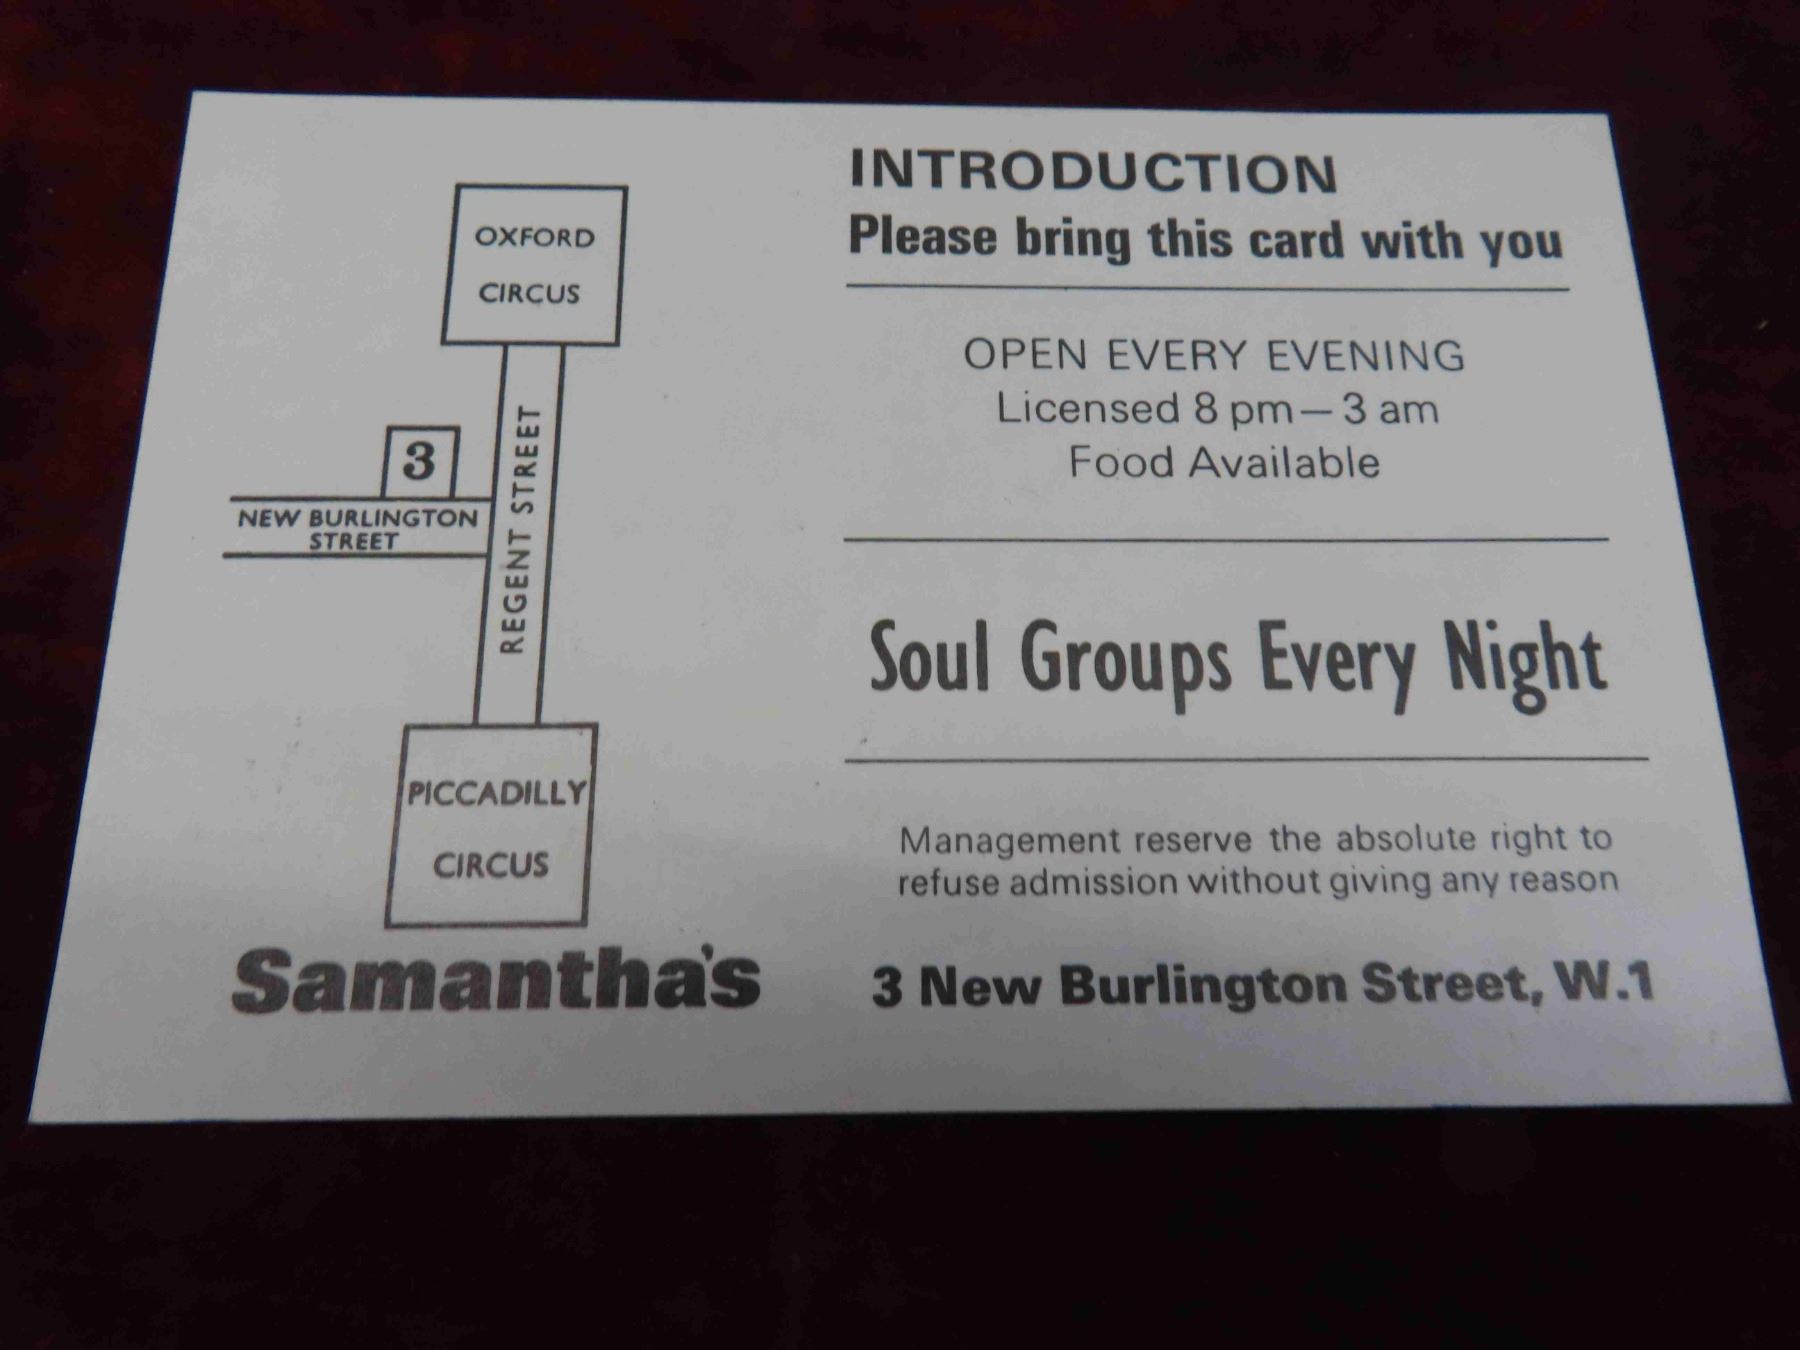 OXFORD
CIRCUS
3
NEW BURLINGTON
STREET
REGENT STREET
PICCADILLY
CIRCUS
Samantha's
INTRODUCTION
Please bring this card with you
OPEN EVERY EVENING
Licensed 8 pm — 3 am
Food Available
Soul Groups Every Night
Management reserve the absolute right to
refuse admission without giving any reason
3 New Burlington Street, W.1